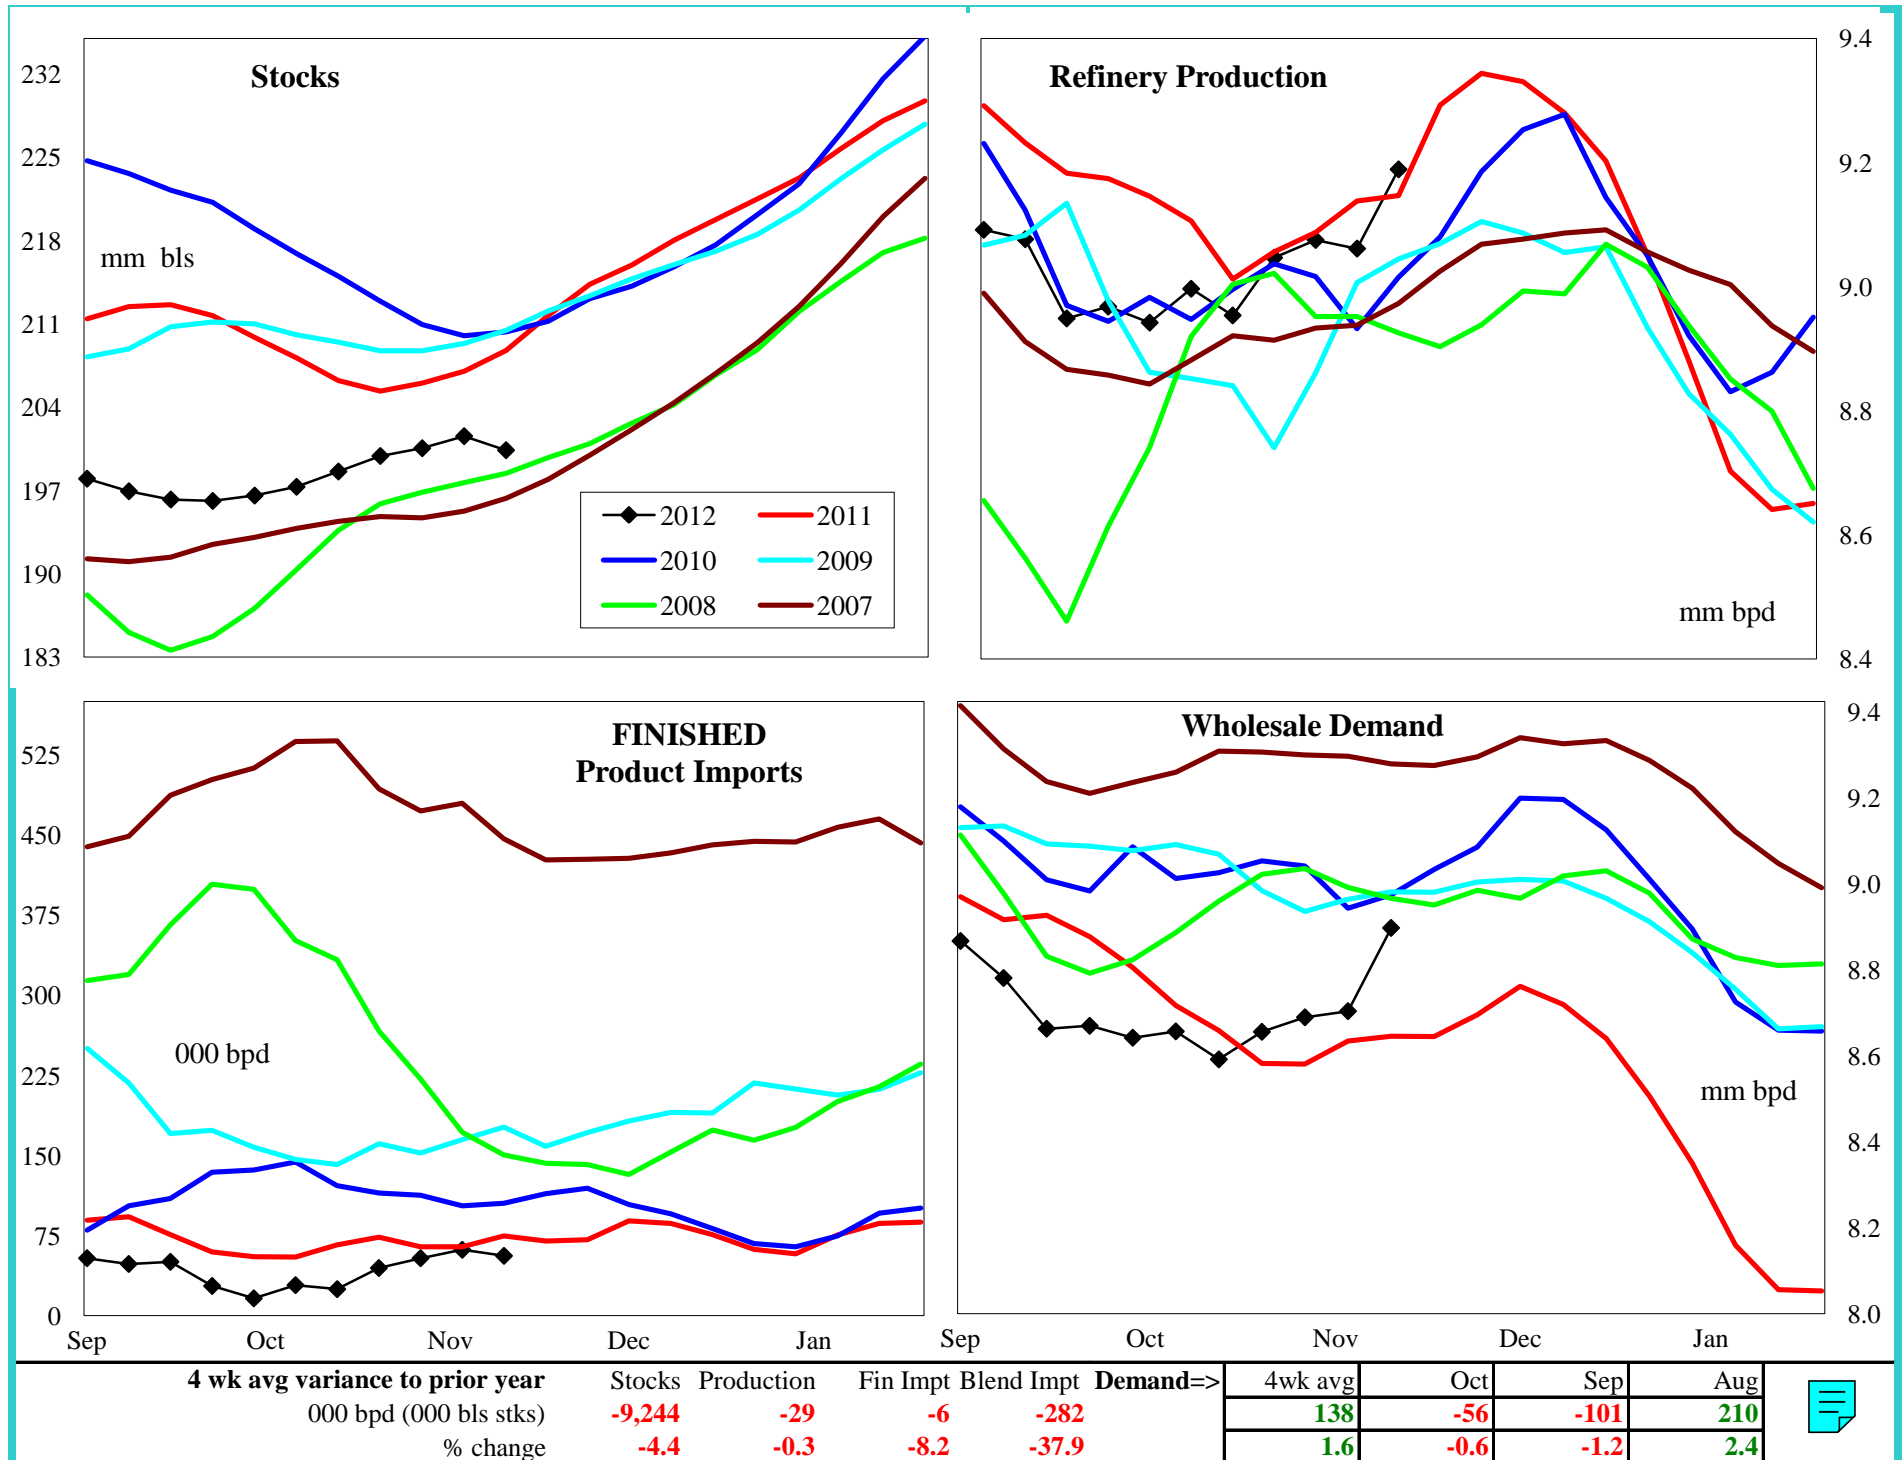 Stocks
232
225
218
211
204
197
190
183
mm bls
2012 2011
2010 2009
2008 2007
Refinery Production
9.4
9.2
9.0
8.8
8.6
8.4
mm bpd
FINISHED
Product Imports
525
450
375
300
225
150
75
0
000 bpd
Sep Oct Nov Dec Jan
Wholesale Demand
9.4
9.2
9.0
8.8
8.6
8.4
8.2
8.0
mm bpd
Sep Oct Nov Dec Jan
4 wk avg variance to prior year Stocks Production Fin Impt Blend Impt Demand=> 4wk avg Oct Sep Aug
000 bpd (000 bls stks) -9,244 -29 -6 -282 138 -56 -101 210
% change -4.4 -0.3 -8.2 -37.9 1.6 -0.6 -1.2 2.4